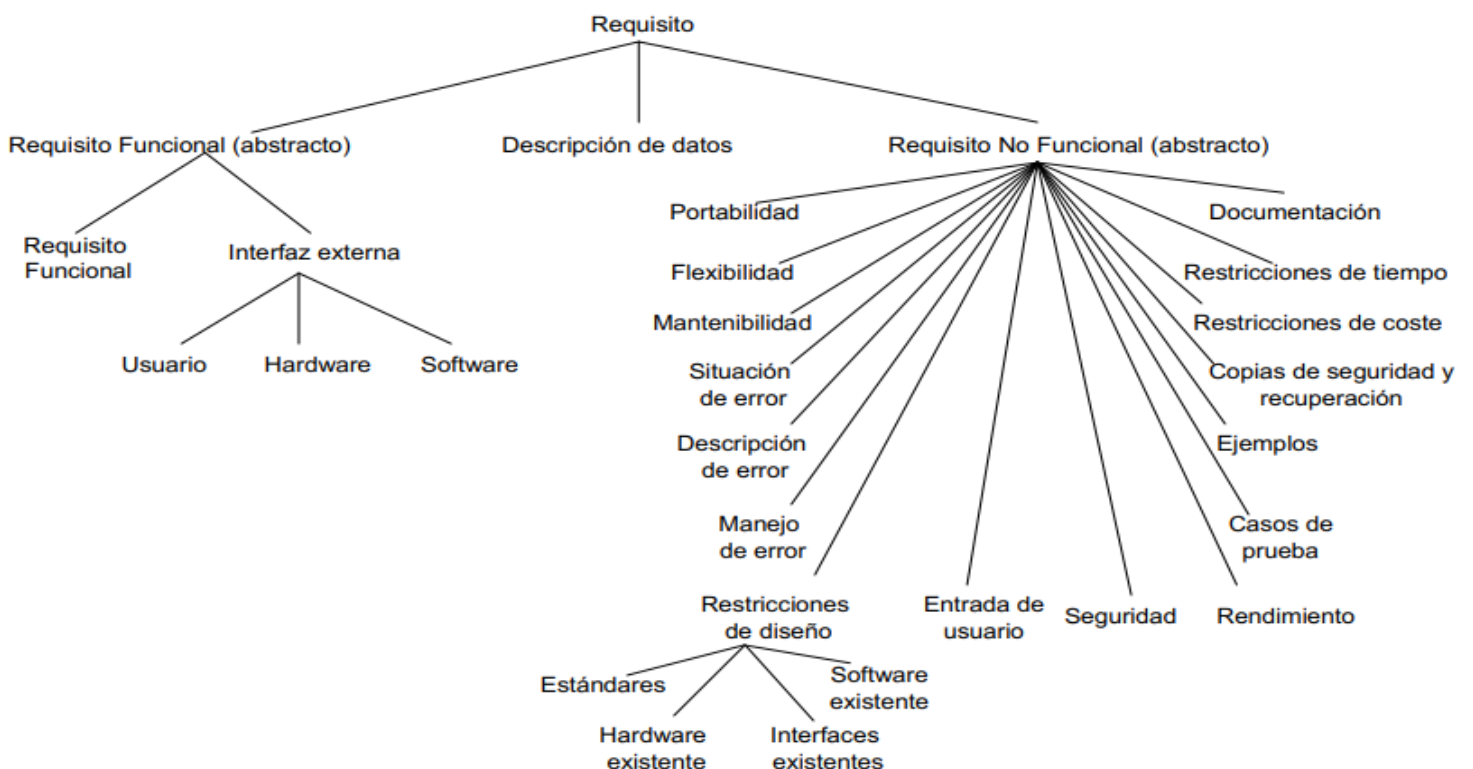 Requisito
Requisito Funcional (abstracto)
Descripción de datos
Requisito No Funcional (abstracto)
Requisito
Funcional
Interfaz externa
Usuario
Hardware
Software
Portabilidad
Flexibilidad
Mantenibilidad
Situación
de error
Descripción
de error
Manejo
de error
Restricciones
de diseño
Estándares
Hardware
existente
Interfaces
existentes
Software
existente
Entrada de
usuario
Seguridad
Rendimiento
Casos de
prueba
Ejemplos
Copias de seguridad y
recuperación
Restricciones de coste
Restricciones de tiempo
Documentación